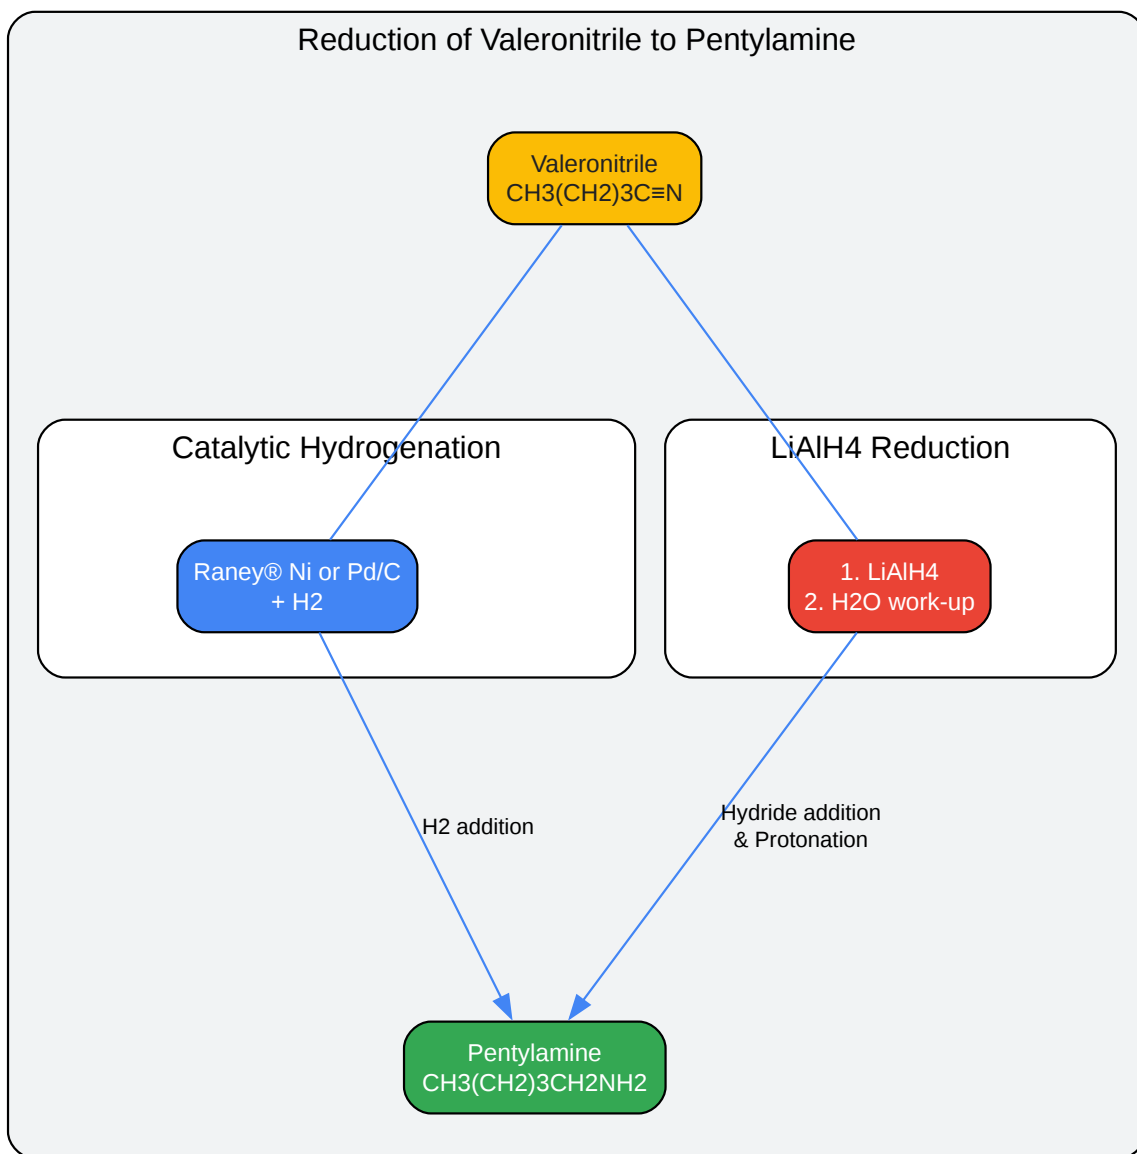 Reduction of Valeronitrile to Pentylamine
Valeronitrile
CH3(CH2)3C≡N
Catalytic Hydrogenation
LiAlH4 Reduction
Raney® Ni or Pd/C
+ H2
1. LiAlH4
2. H2O work-up
H2 addition
Hydride addition
& Protonation
Pentylamine
CH3(CH2)3CH2NH2